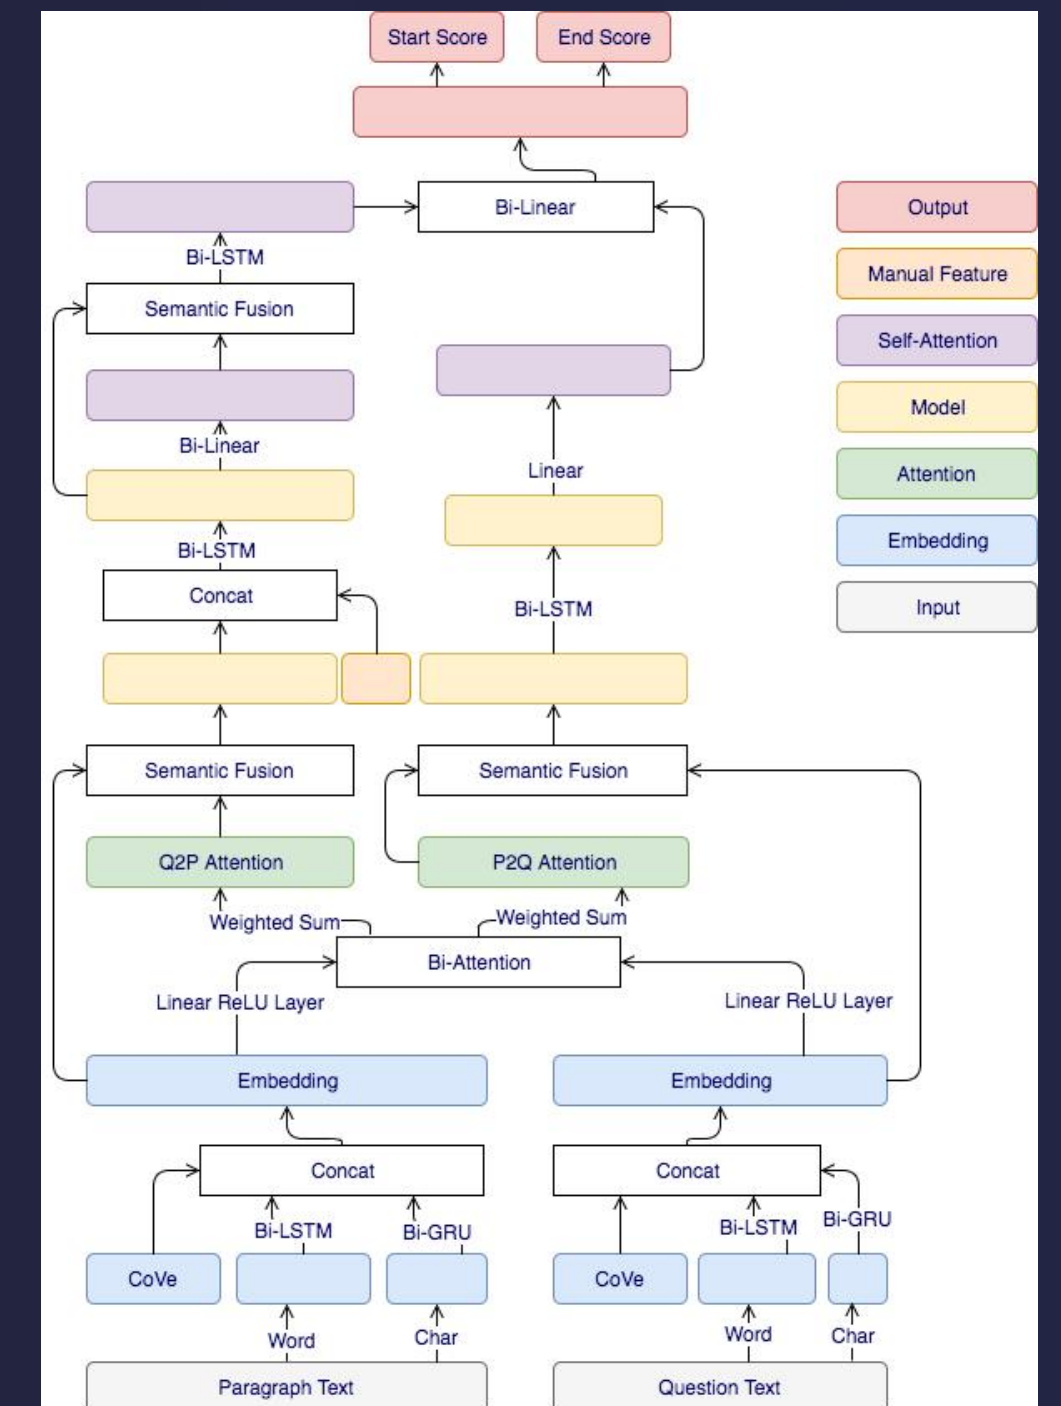 Start Score
End Score
Bi-Linear
Output
Bi-LSTM
Manual Feature
Semantic Fusion
Self-Attention
Model
Bi-Linear
Linear
Attention
Bi-LSTM
Embedding
Concat
Bi-LSTM
Input
Semantic Fusion
Semantic Fusion
Q2P Attention
P2Q Attention
Weighted Sum
Weighted Sum
Bi-Attention
Linear ReLU Layer
Linear ReLU Layer
Embedding
Embedding
Concat
Concat
Bi-LSTM
Bi-GRU
Bi-LSTM
Bi-GRU
CoVe
CoVe
Word
Char
Word
Char
Paragraph Text
Question Text